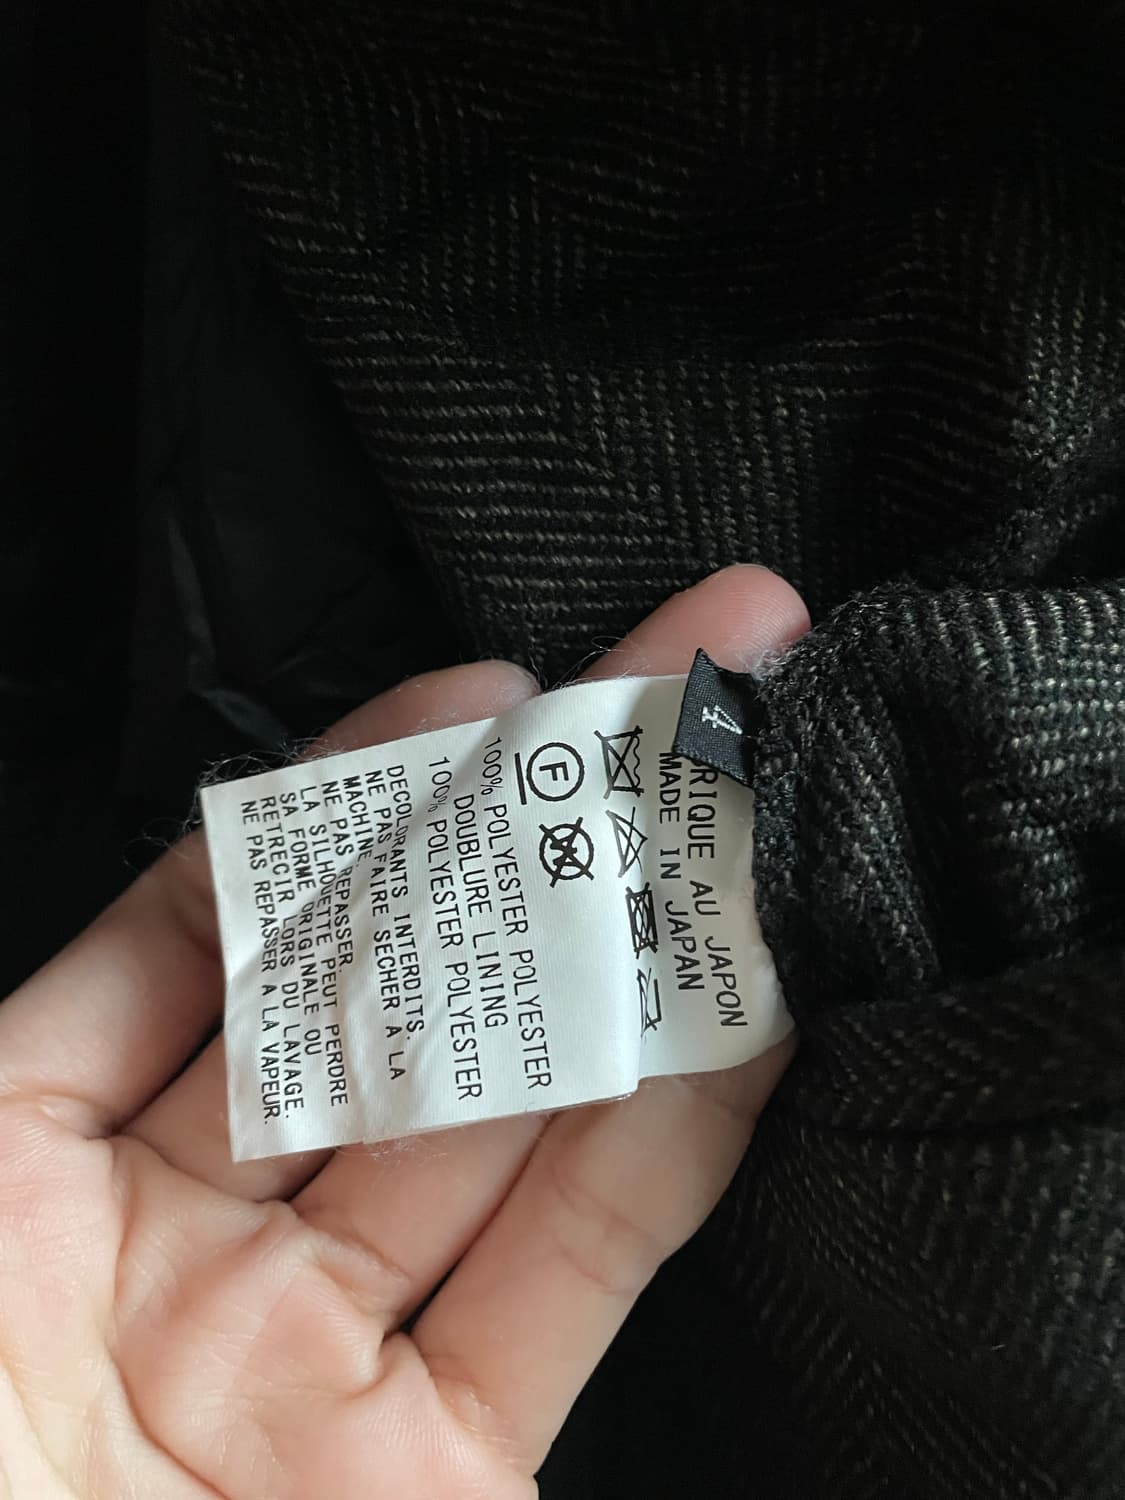 4
RIQUE AU JAPON
MADE IN JAPAN
F
100% POLYESTER POLYESTER
DOUBLURE LINING
100% POLYESTER POLYESTER
DECOLORANTS INTERDITS.
NE PAS FAIRE SECHER A LA
MACHINE.
NE PAS REPASSER.
LA SILHOUETTE PEUT PERDRE
SA FORME ORIGINALE OU
RETRECIR LORS DU LAVAGE.
NE PAS REPASSER A LA VAPEUR.